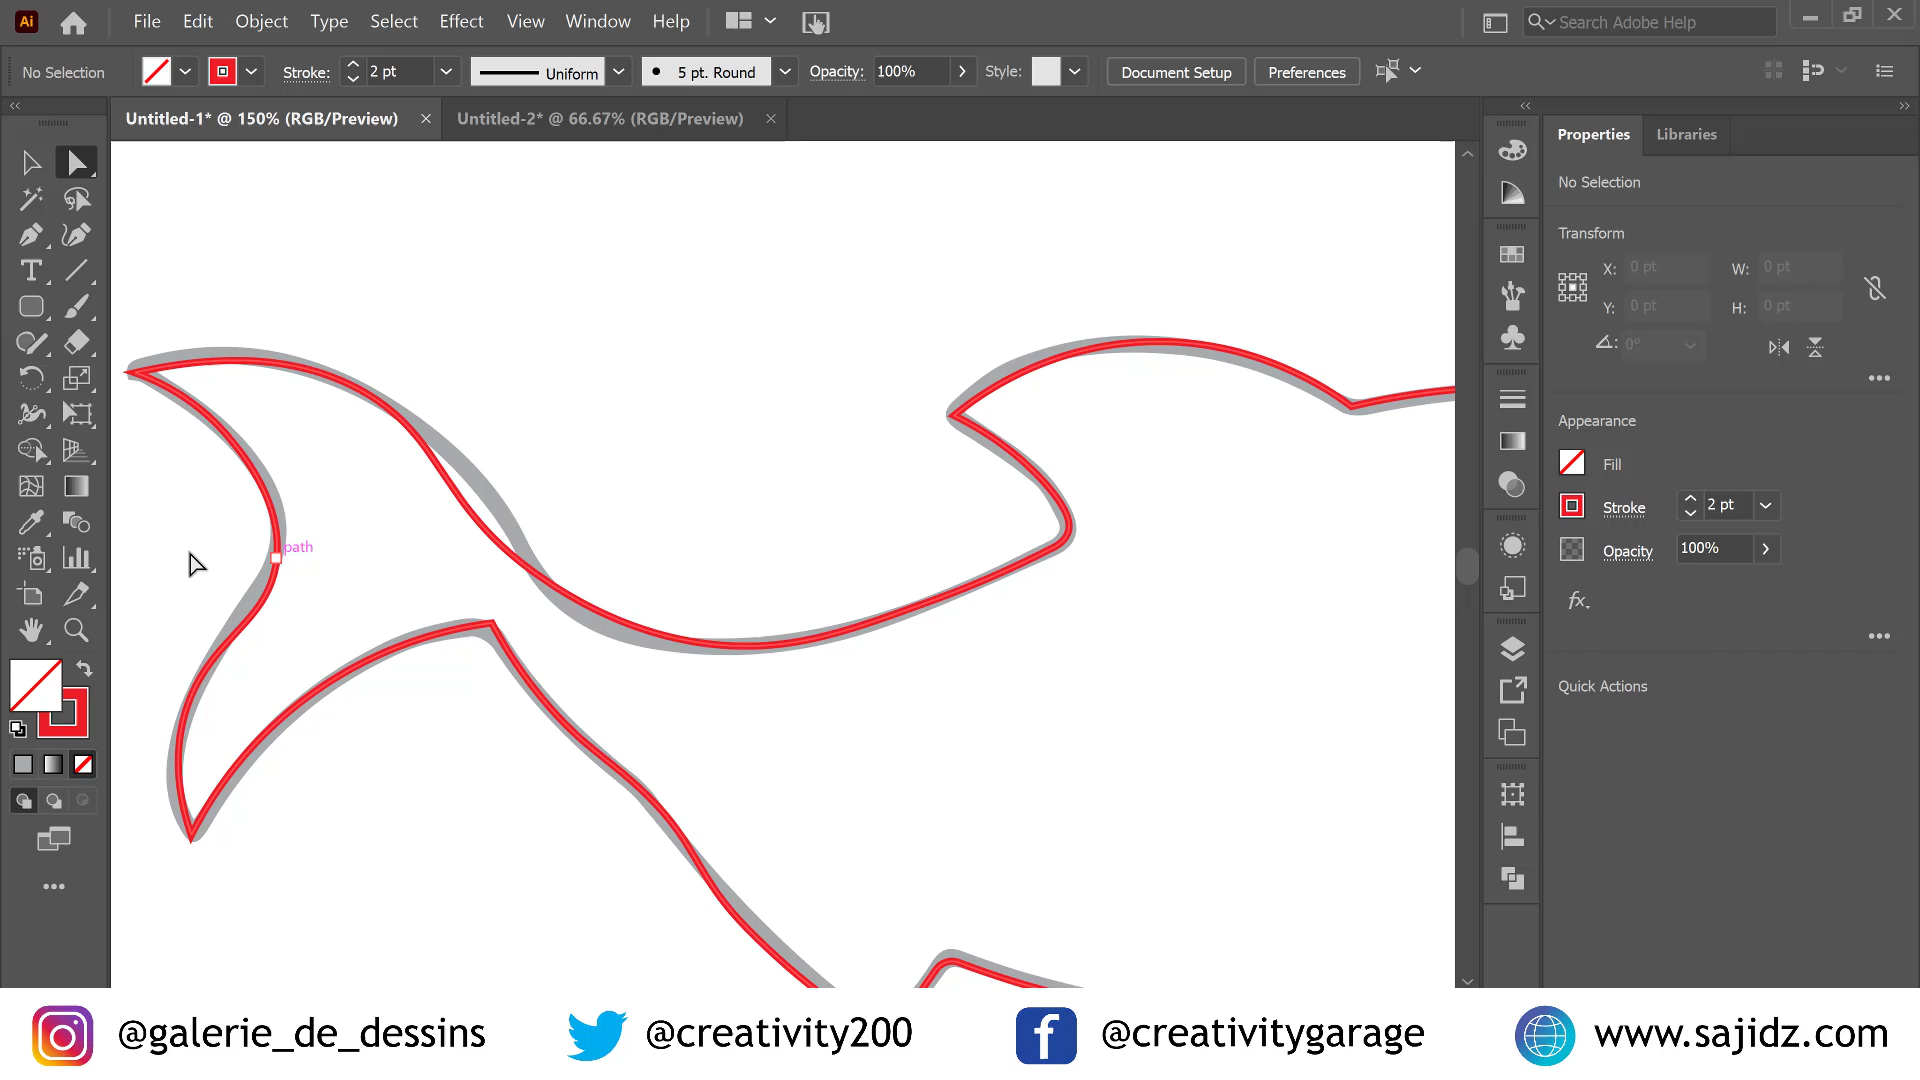 Ai File Edit Object Type Select Effect View Window Help Search Adobe Help
No Selection Stroke: 2 pt Uniform 5 pt. Round Opacity: 100% Style: Document Setup Preferences
Untitled-1* @ 150% (RGB/Preview) × Untitled-2* @ 66.67% (RGB/Preview) ×
Properties Libraries
No Selection
Transform
X: 0 pt W: 0 pt
Y: 0 pt H: 0 pt
0°
Appearance
Fill
Stroke 2 pt
Opacity 100%
fx.
Quick Actions
path
@galerie_de_dessins @creativity200 @creativitygarage www.sajidz.com